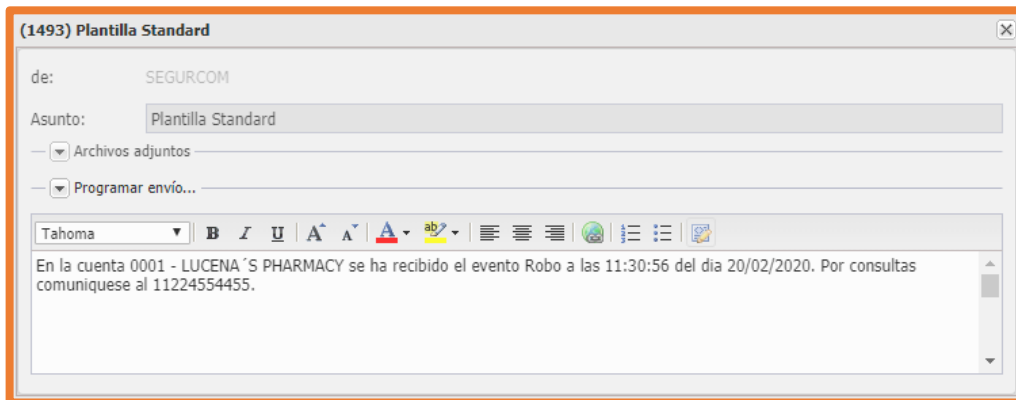 (1493) Plantilla Standard
de: SEGURCOM
Asunto: Plantilla Standard
Archivos adjuntos
Programar envío...
Tahoma B I U A A A ab
En la cuenta 0001 - LUCENA´S PHARMACY se ha recibido el evento Robo a las 11:30:56 del dia 20/02/2020. Por consultas
comuniquese al 11224554455.